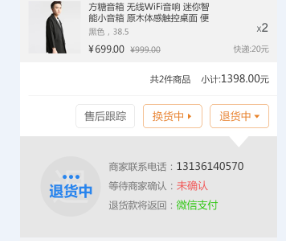 方糖音箱 无线WiFi音响 迷你智
能小音箱 原木体感触控桌面 便
黑色，38.5
x2
¥699.00 ¥999.00 快递:20元
共2件商品 小计:1398.00元
售后跟踪 换货中 退货中
退货中
商家联系电话：13136140570
等待商家确认：未确认
退货款将返回：微信支付